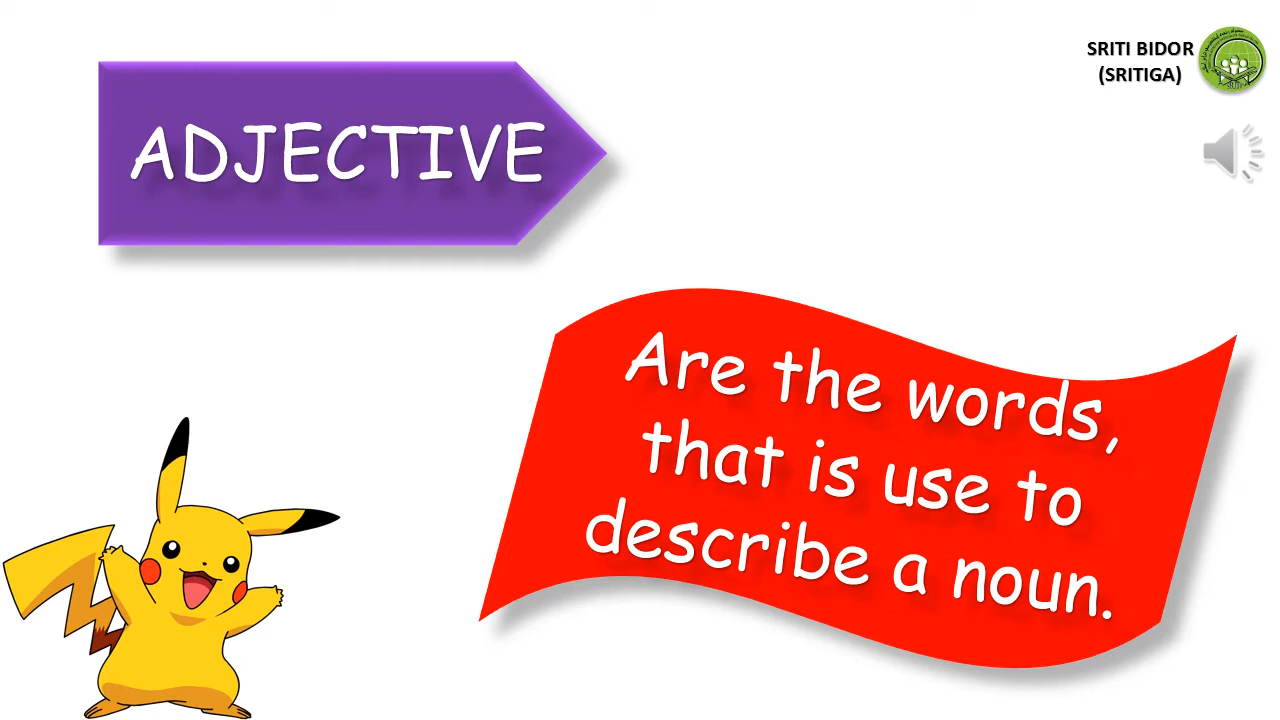 SRITI BIDOR
(SRITIGA)
ADJECTIVE
Are the words,
that is use to
describe a noun.